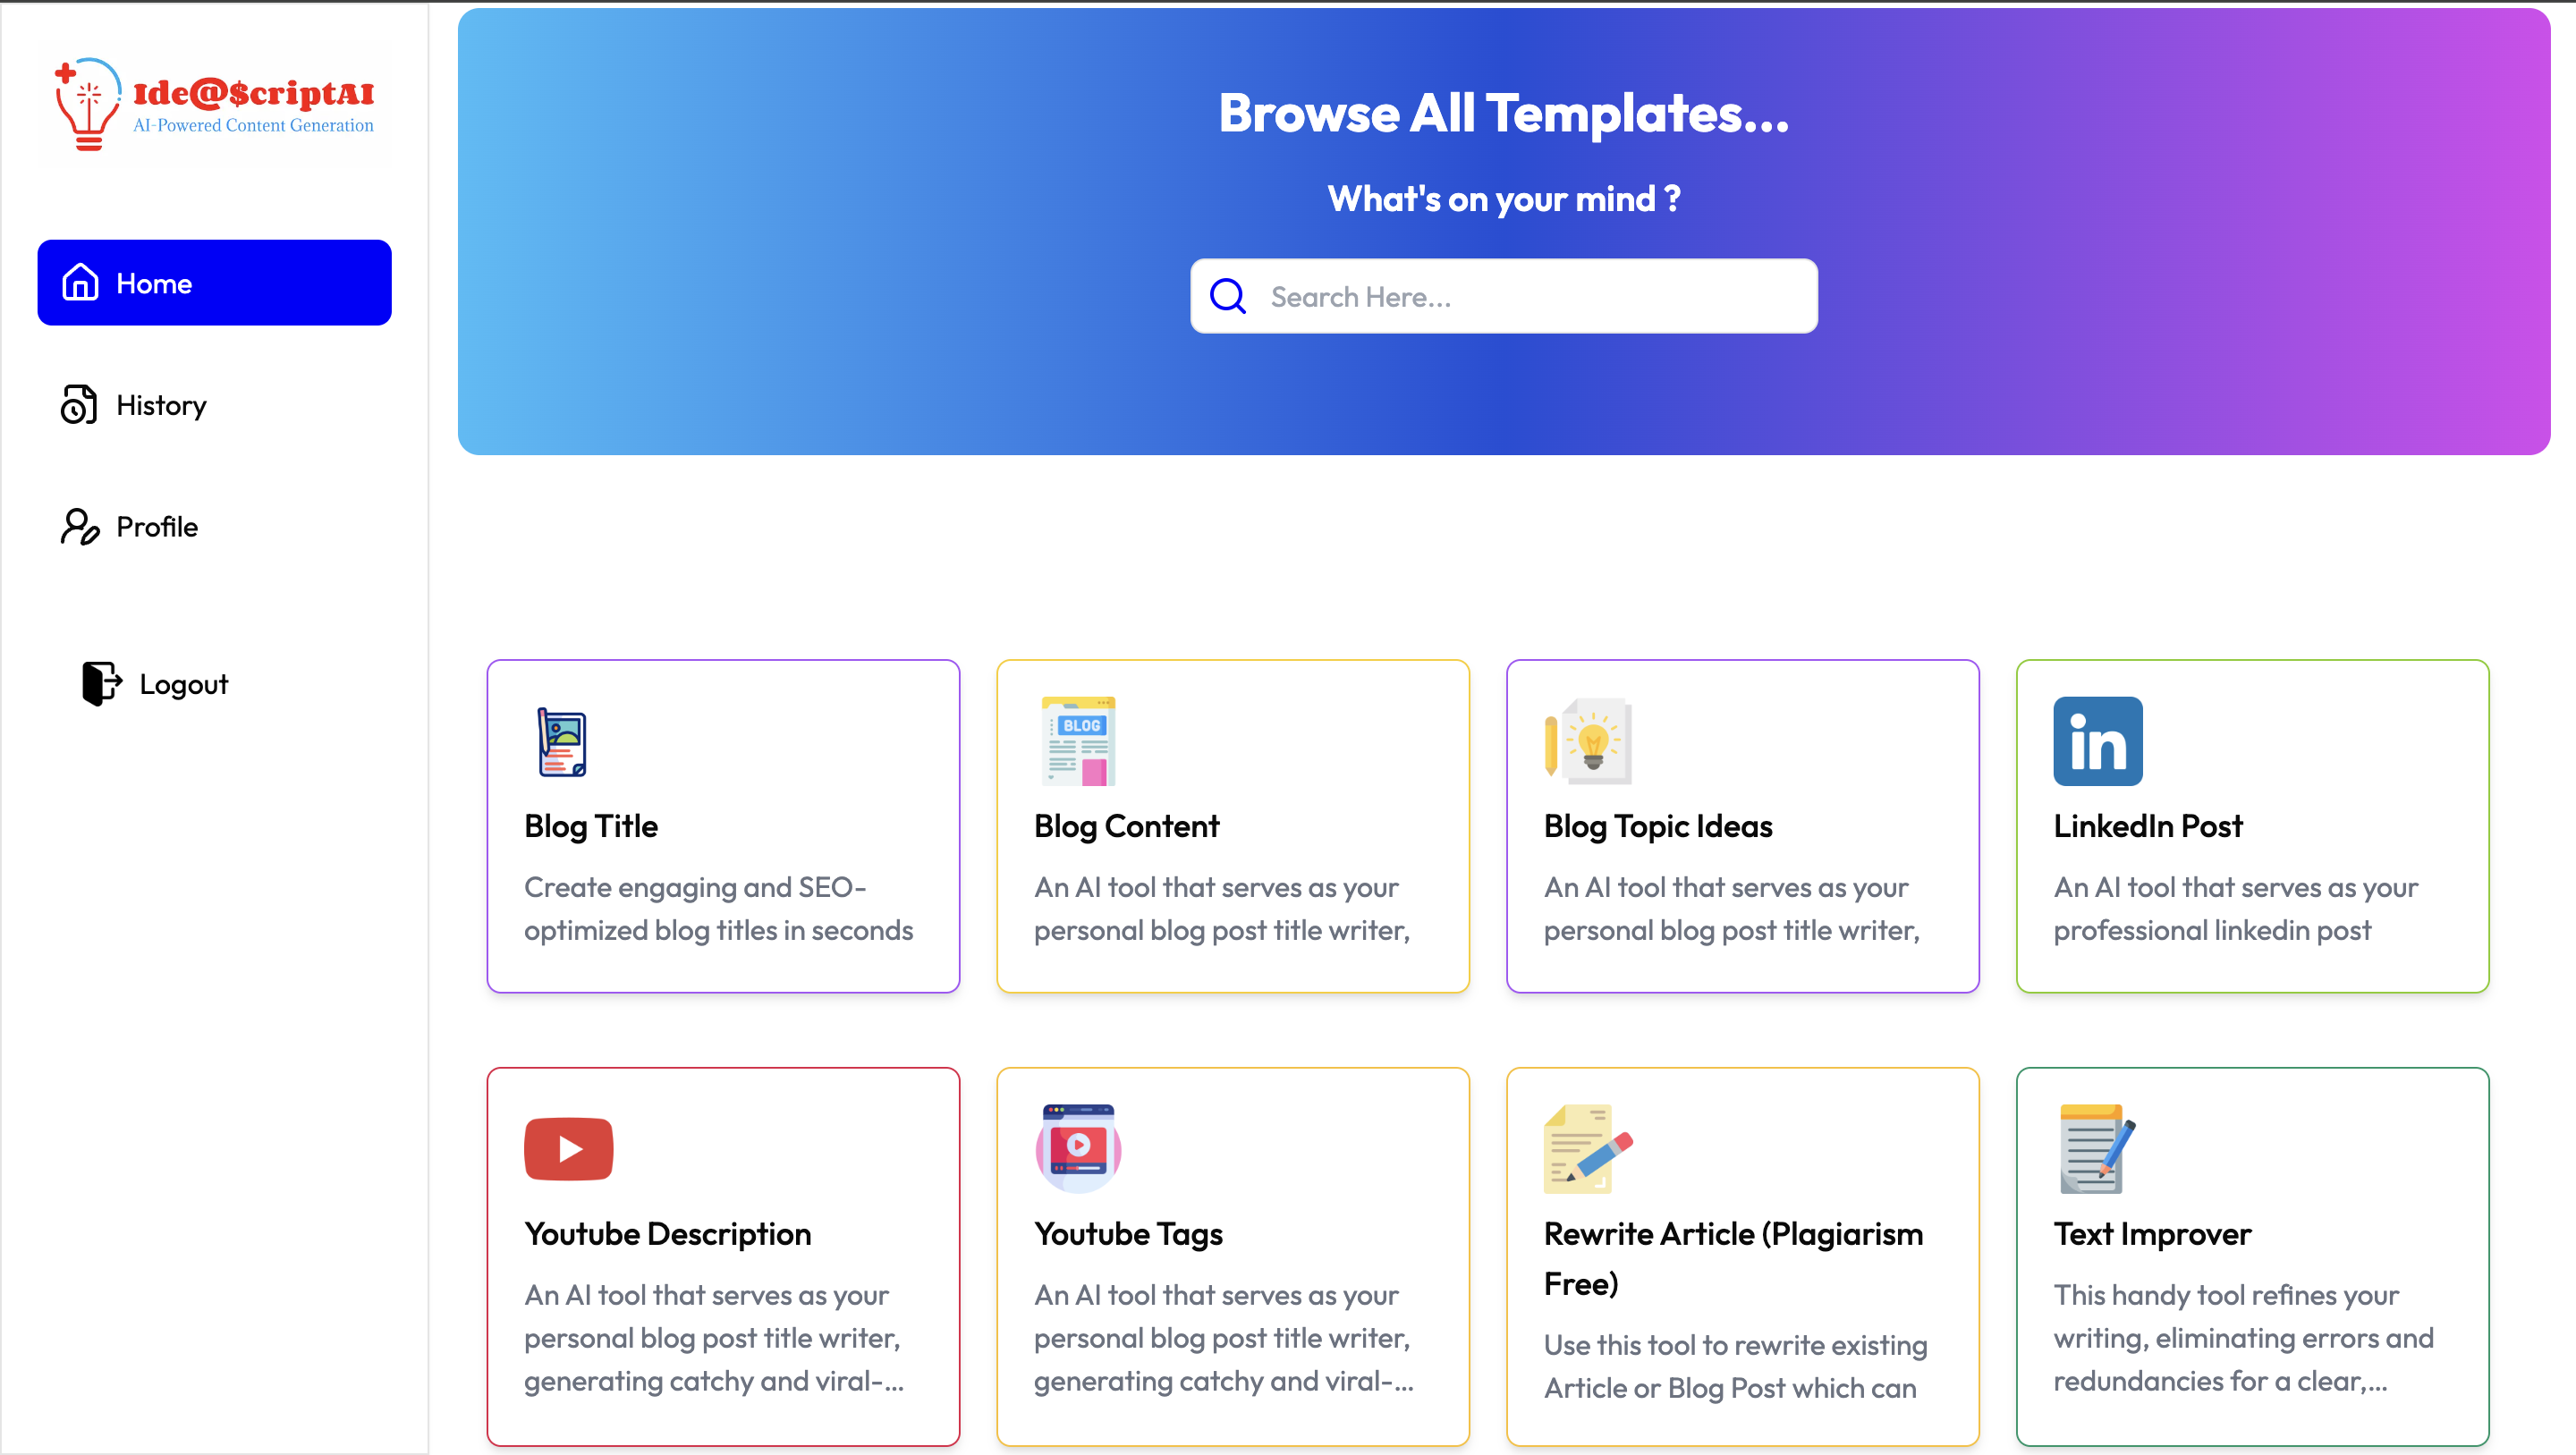 Ide@$criptAI
AI-Powered Content Generation
Home
History
Profile
Logout
Browse All Templates...
What's on your mind ?
Search Here...
Blog Title
Create engaging and SEO-
optimized blog titles in seconds
BLOG
Blog Content
An AI tool that serves as your
personal blog post title writer,
Blog Topic Ideas
An AI tool that serves as your
personal blog post title writer,
in
LinkedIn Post
An AI tool that serves as your
professional linkedin post
Youtube Description
An AI tool that serves as your
personal blog post title writer,
generating catchy and viral-...
Youtube Tags
An AI tool that serves as your
personal blog post title writer,
generating catchy and viral-...
Rewrite Article (Plagiarism
Free)
Use this tool to rewrite existing
Article or Blog Post which can
Text Improver
This handy tool refines your
writing, eliminating errors and
redundancies for a clear,...